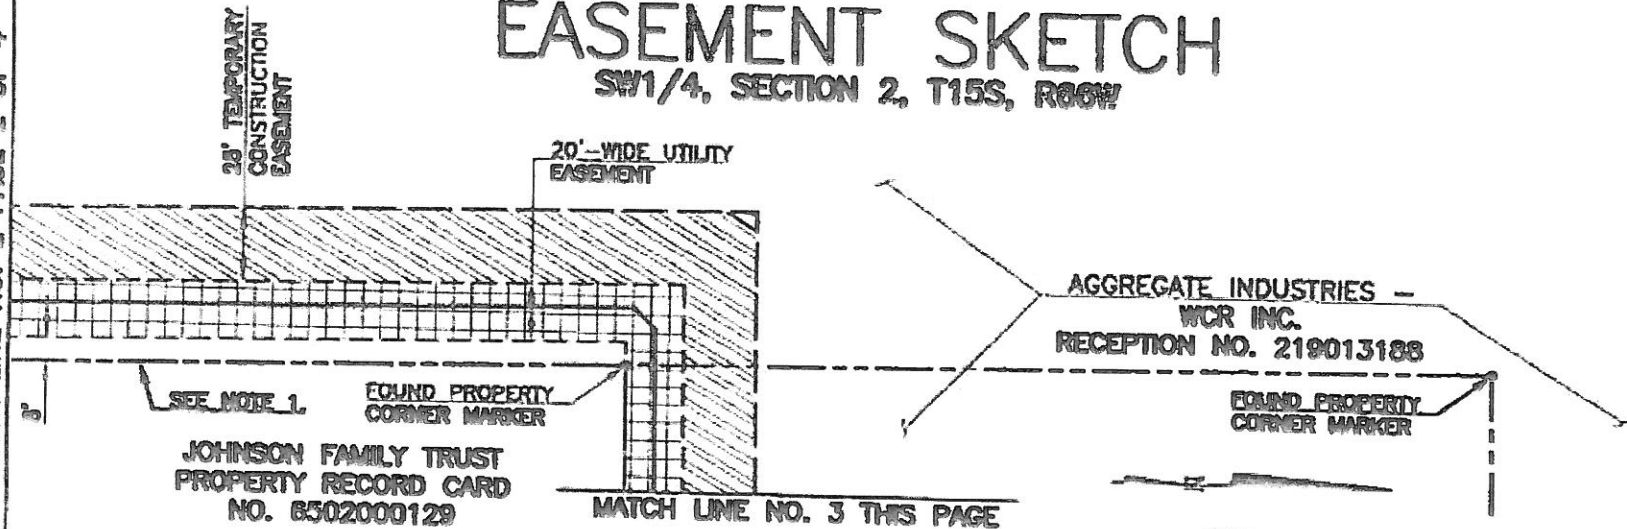 EASEMENT SKETCH
SW1/4, SECTION 2, T15S, R66W
TEMPORARY
CONSTRUCTION
EASEMENT
20'-WIDE UTILITY
EASEMENT
AGGREGATE INDUSTRIES –
WCR INC.
RECEPTION NO. 219013188
SEE NOTE 1.
FOUND PROPERTY
CORNER MARKER
FOUND PROPERTY
CORNER MARKER
JOHNSON FAMILY TRUST
PROPERTY RECORD CARD
NO. 6502000129
MATCH LINE NO. 3 THIS PAGE